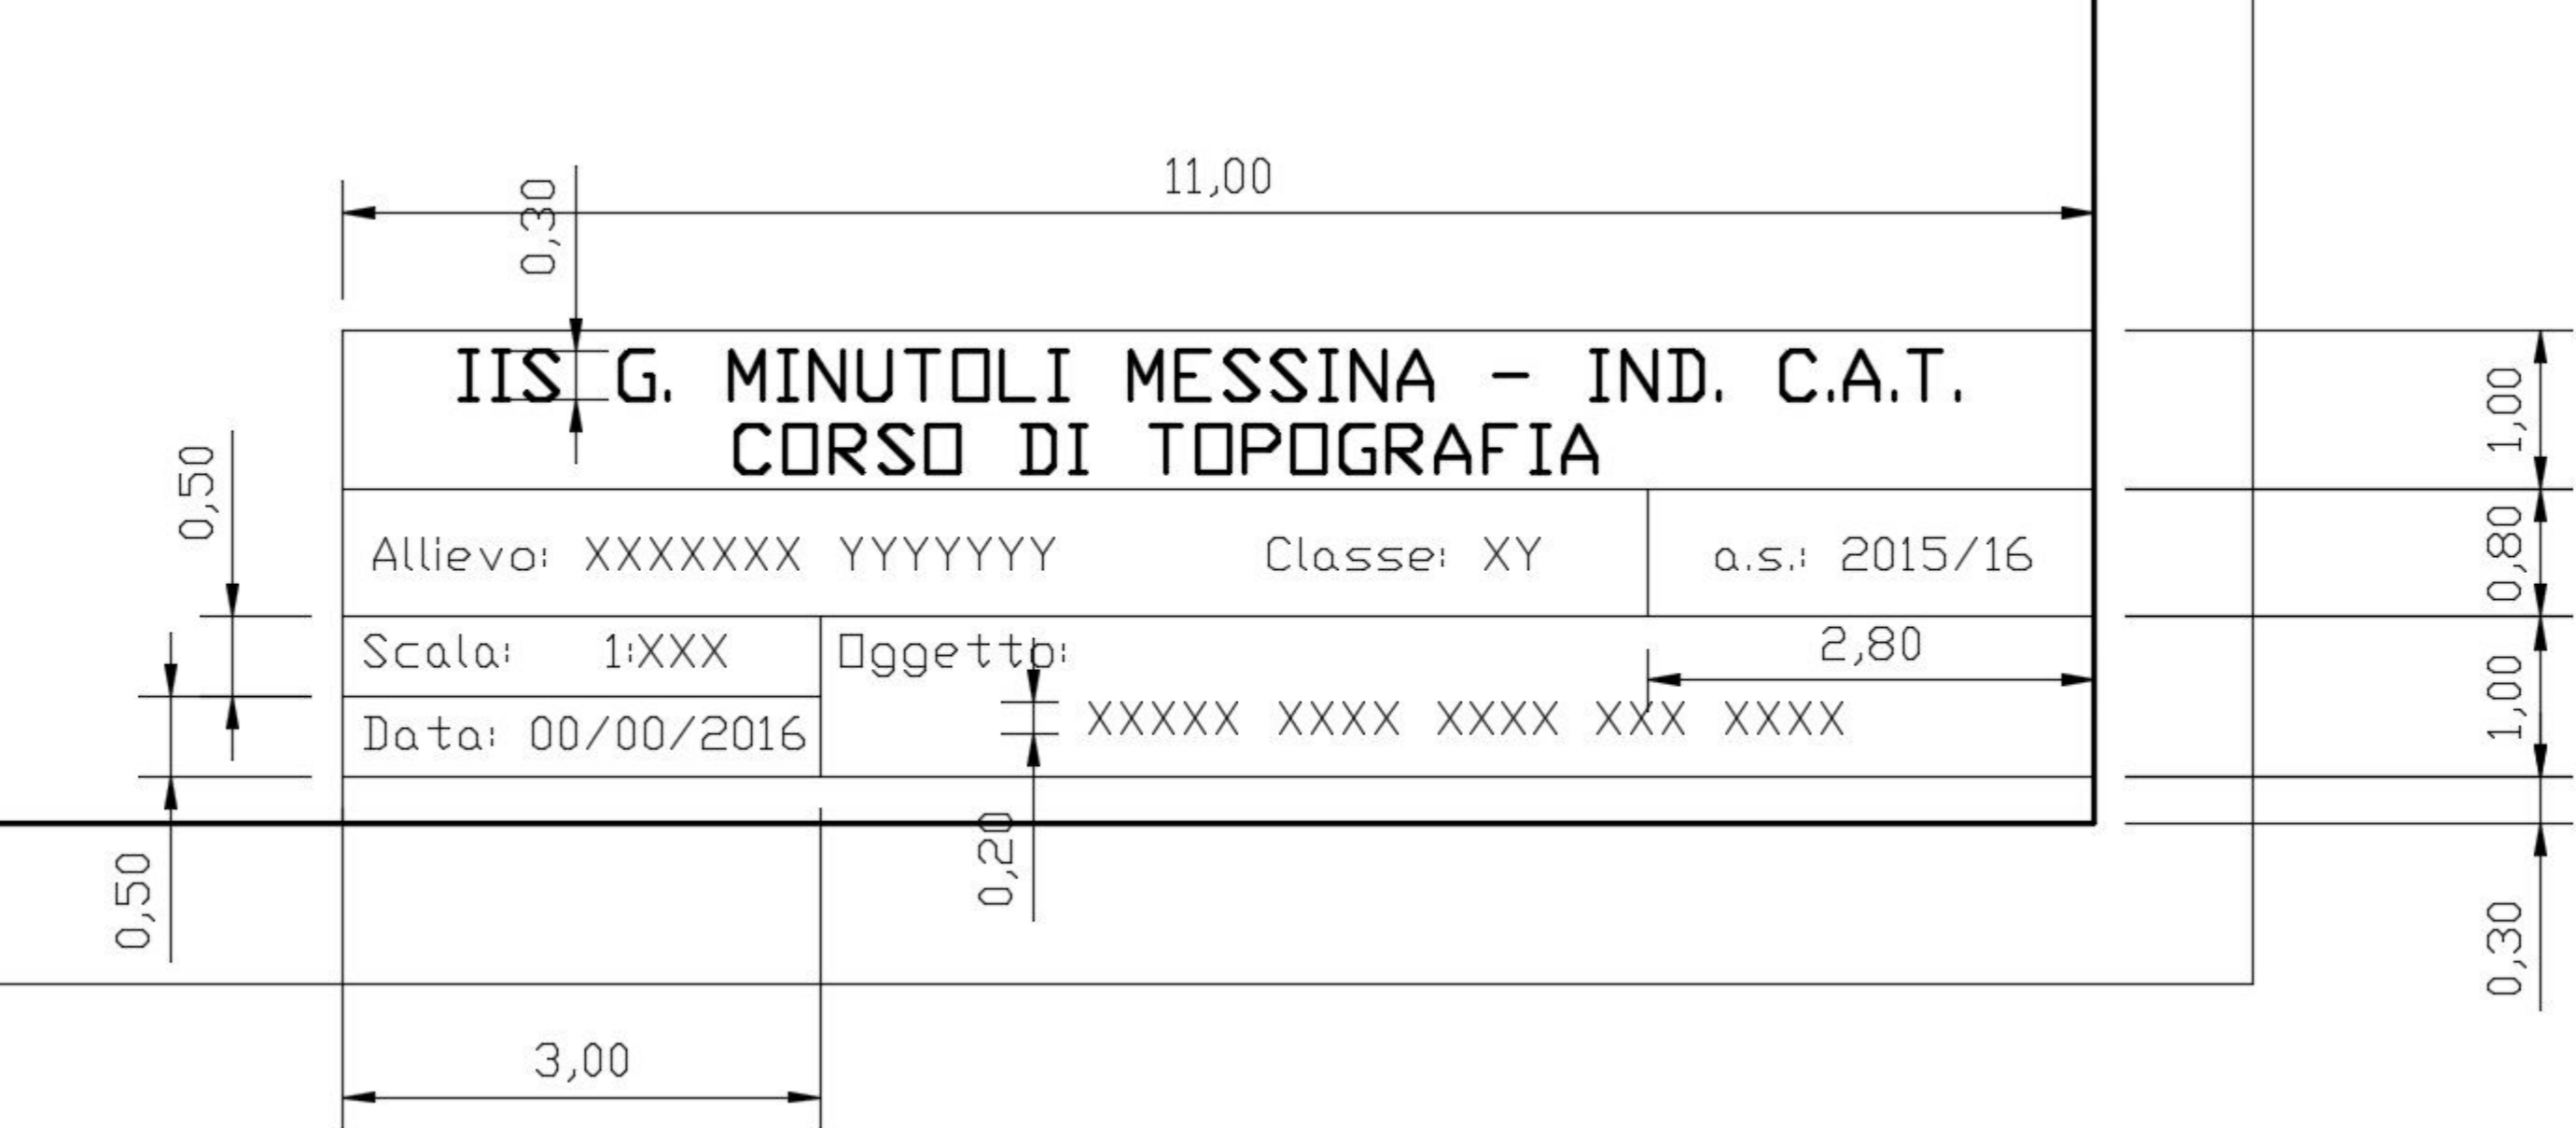 11,00
0,30
IIS G. MINUTOLI MESSINA - IND. C.A.T.
CORSO DI TOPOGRAFIA
1,00
0,50
Allievo: XXXXXXX YYYYYYY Classe: XY a.s.: 2015/16
0,80
Scala: 1:XXX Oggetto: 2,80
XXXXX XXXX XXXX XXX XXXX
1,00
Data: 00/00/2016
0,50
0,20
0,30
3,00